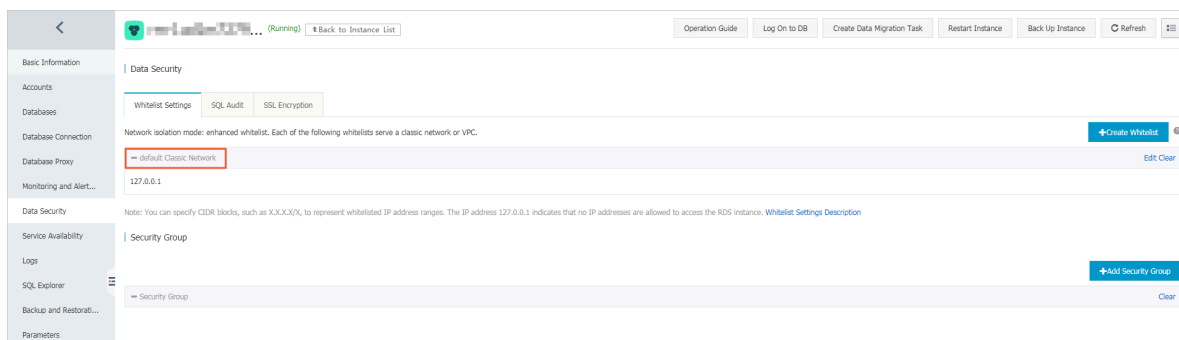 ... (Running) Back to Instance List Operation Guide Log On to DB Create Data Migration Task Restart Instance Back Up Instance Refresh
Basic Information
Accounts
Databases
Database Connection
Database Proxy
Monitoring and Alert...
Data Security
Service Availability
Logs
SQL Explorer
Backup and Restorati...
Parameters
Data Security
Whitelist Settings SQL Audit SSL Encryption
Network isolation mode: enhanced whitelist. Each of the following whitelists serve a classic network or VPC. +Create Whitelist
default Classic Network Edit Clear
127.0.0.1
Note: You can specify CIDR blocks, such as X.X.X.X/X, to represent whitelisted IP address ranges. The IP address 127.0.0.1 indicates that no IP addresses are allowed to access the RDS instance. Whitelist Settings Description
Security Group
+Add Security Group
Security Group Clear